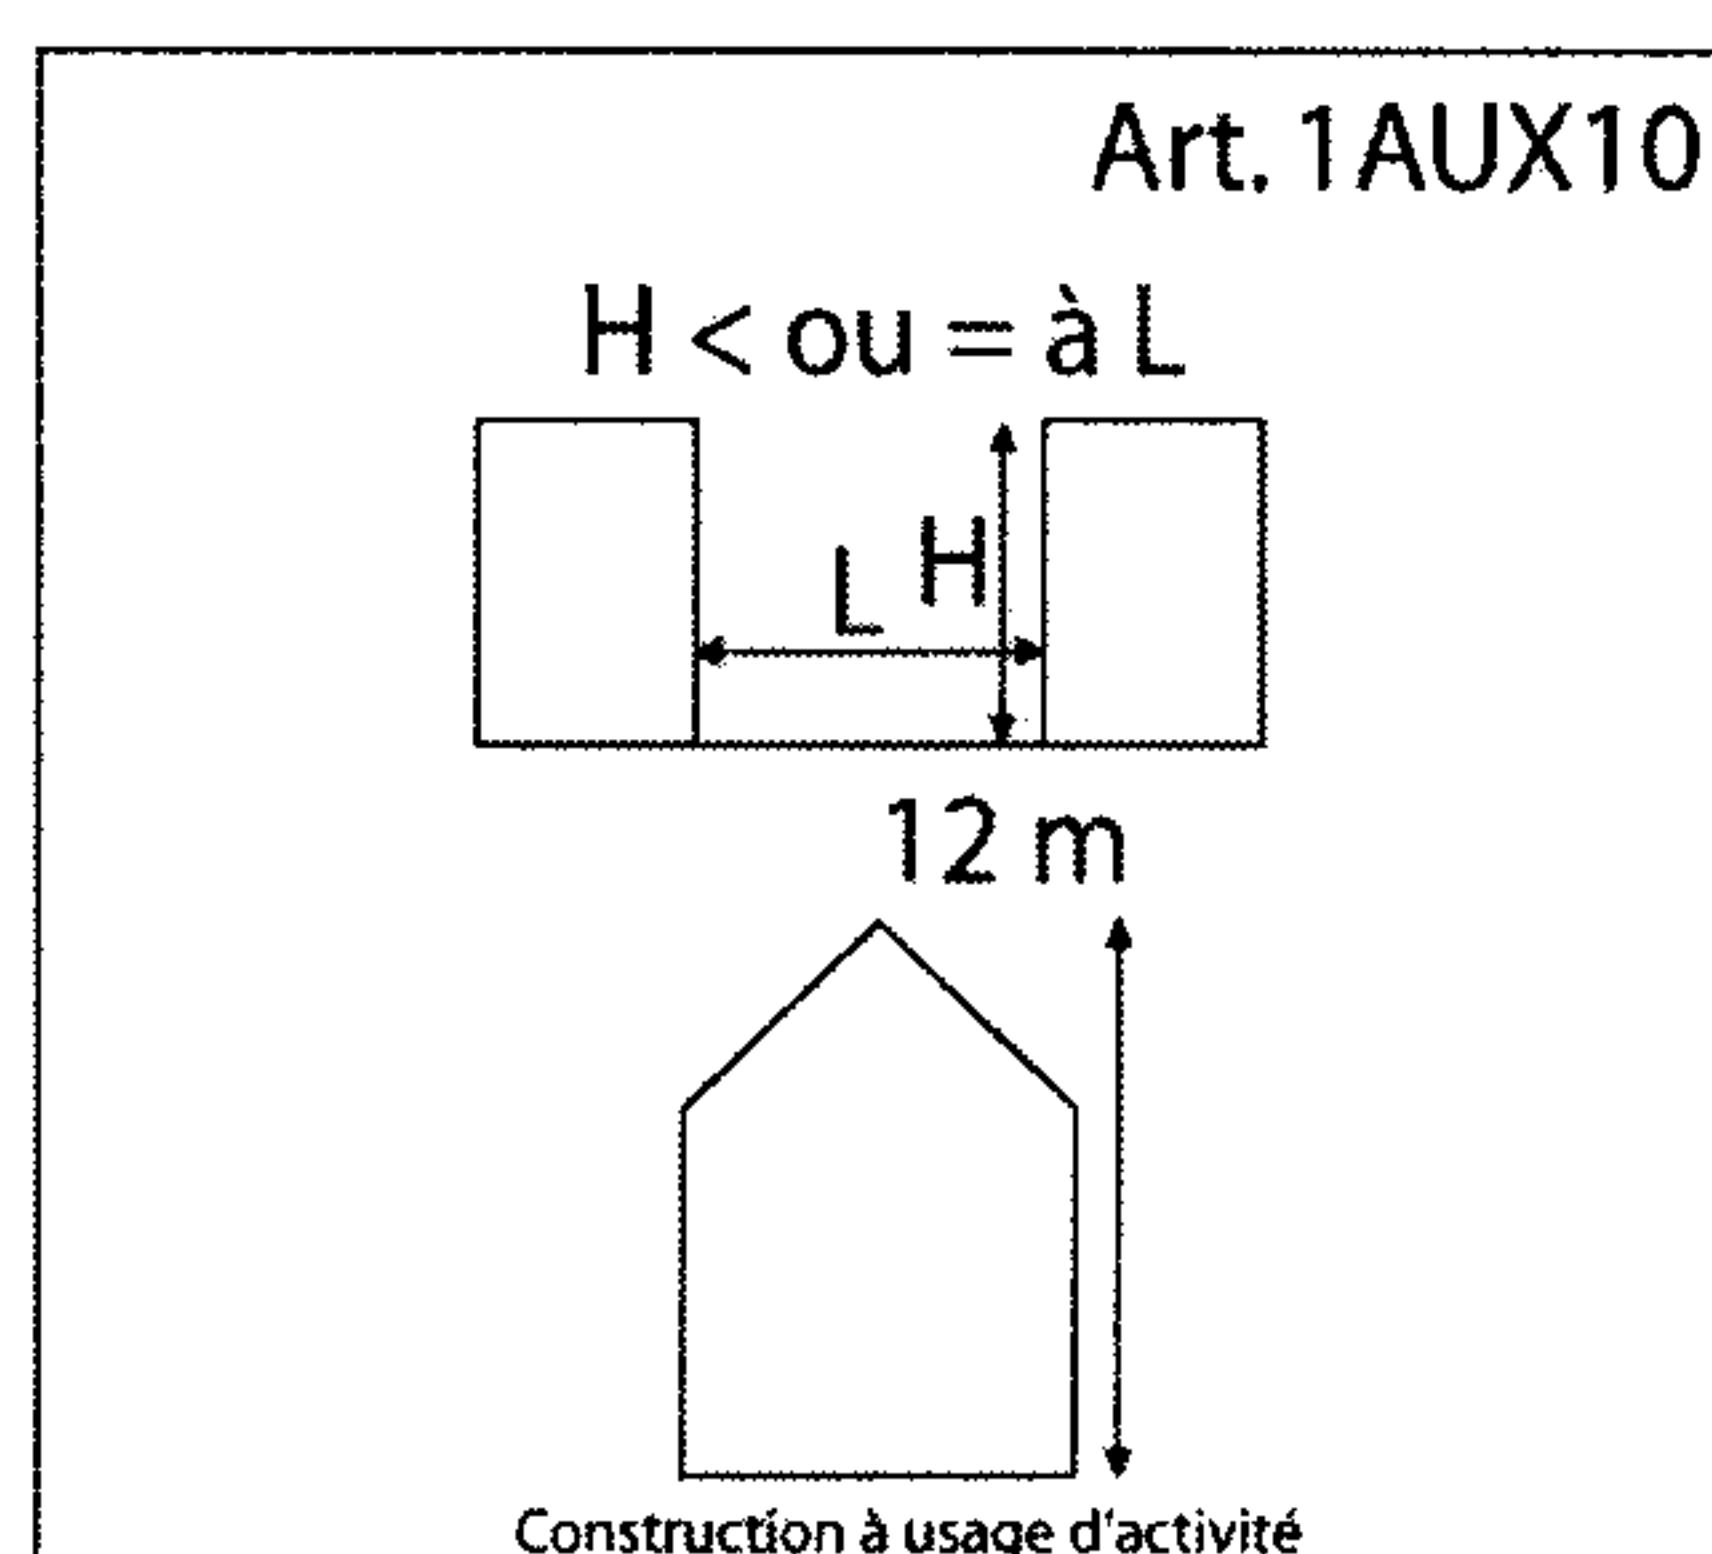 Art. 1AUX10
H < ou = à L
L H
12 m
Construction à usage d'activité